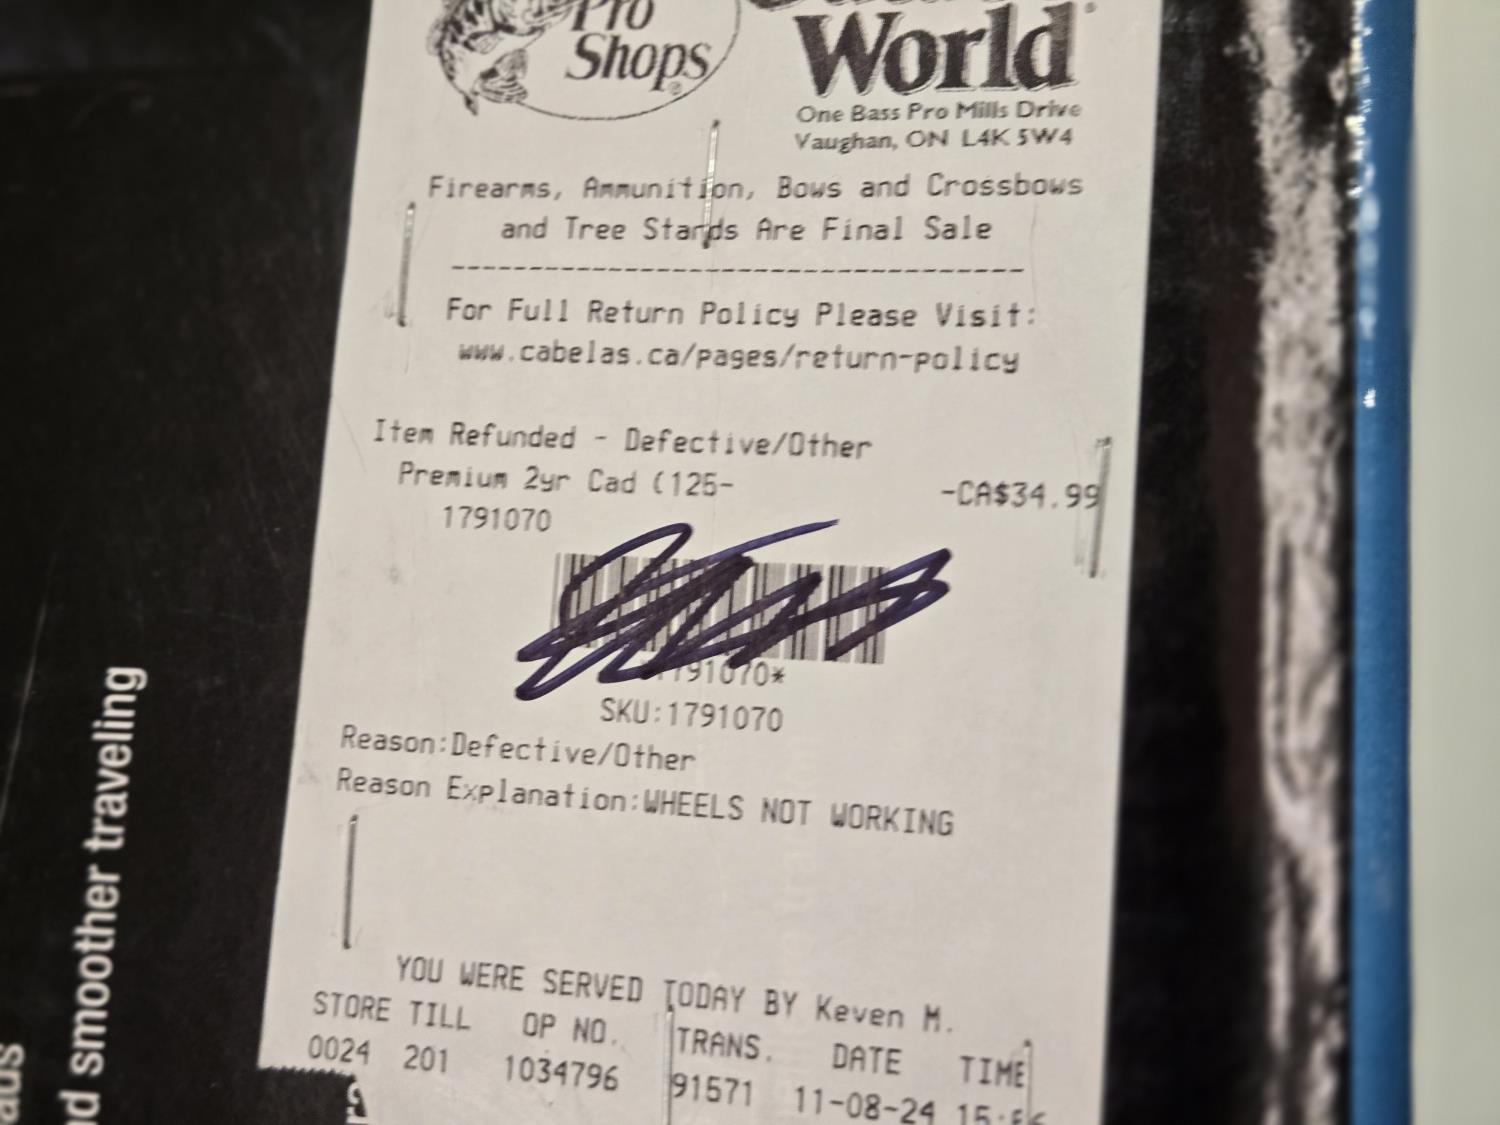 Pro
Shops
World
One Bass Pro Mills Drive
Vaughan, ON L4K 5W4
Firearms, Ammunition, Bows and Crossbows
and Tree Stands Are Final Sale
----------------------------------
For Full Return Policy Please Visit:
www.cabelas.ca/pages/return-policy
Item Refunded - Defective/Other
Premium 2yr Cad (125- -CA$34.99
1791070
SKU:1791070
Reason:Defective/Other
Reason Explanation:WHEELS NOT WORKING
YOU WERE SERVED TODAY BY Keven M.
STORE TILL OP NO. TRANS. DATE TIME
0024 201 1034796 91571 11-08-24
nd smoother traveling